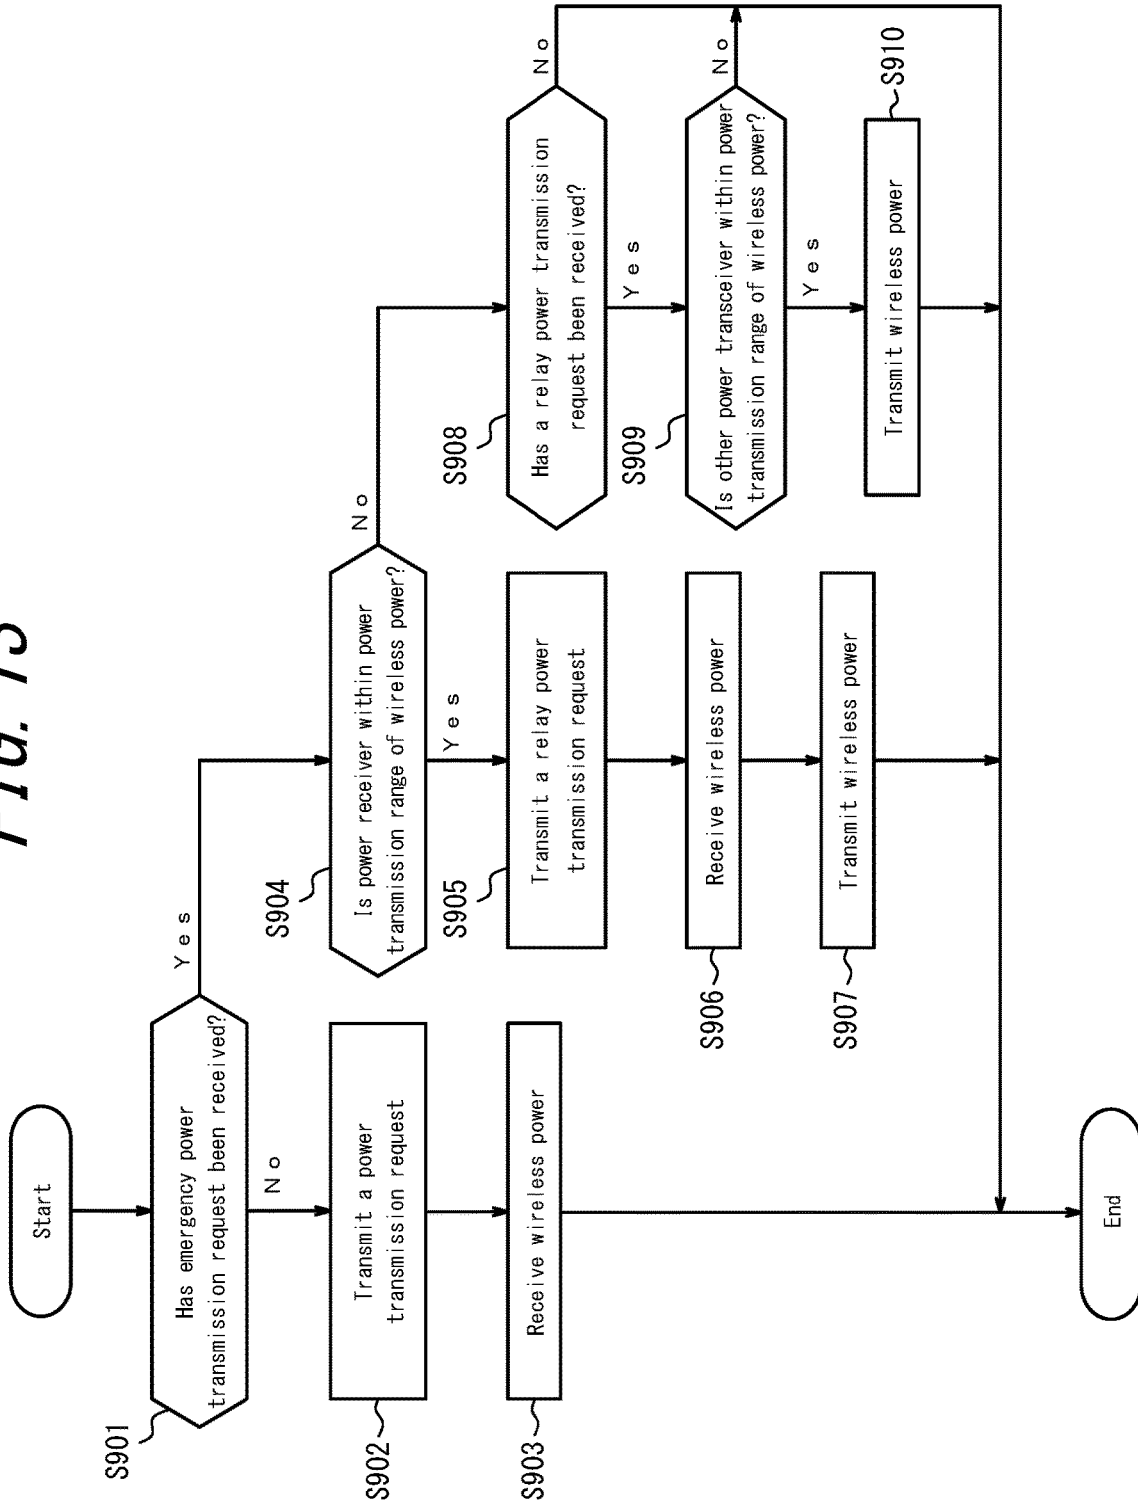 Start
S901
Has emergency power
transmission request been received?
Yes
No
S902
Transmit a power
transmission request
S903
Receive wireless power
S904
Is power receiver within power
transmission range of wireless power?
No
Yes
S905
Transmit a relay power
transmission request
S906
Receive wireless power
S907
Transmit wireless power
S908
Has a relay power transmission
request been received?
No
Yes
S909
Is other power transceiver within power
transmission range of wireless power?
No
Yes
S910
Transmit wireless power
End